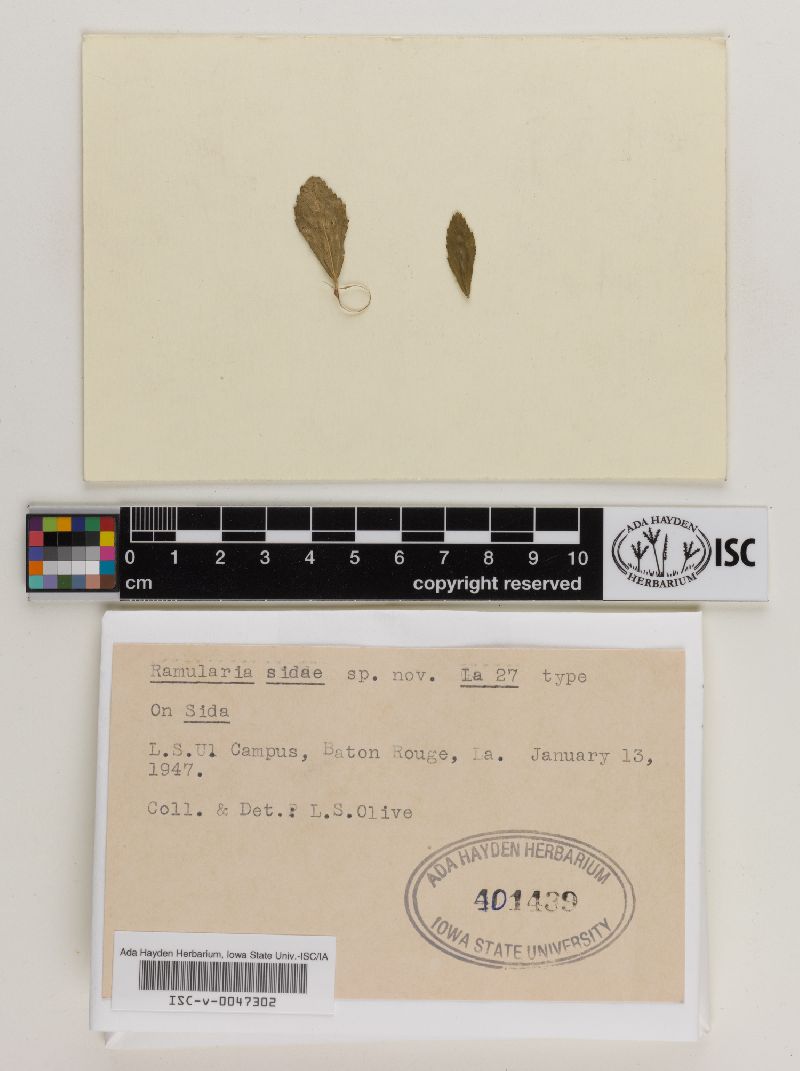 0 1 2 3 4 5 6 7 8 9 10
cm copyright reserved
ADA HAYDEN
HERBARIUM
ISC
Ramularia sidae sp. nov. La 27 type
On Sida
L.S.U. Campus, Baton Rouge, La. January 13,
1947.
Coll. & Det.: L.S.Olive
ADA HAYDEN HERBARIUM
401439
IOWA STATE UNIVERSITY
Ada Hayden Herbarium, Iowa State Univ.-ISC/IA
ISC-v-0047302